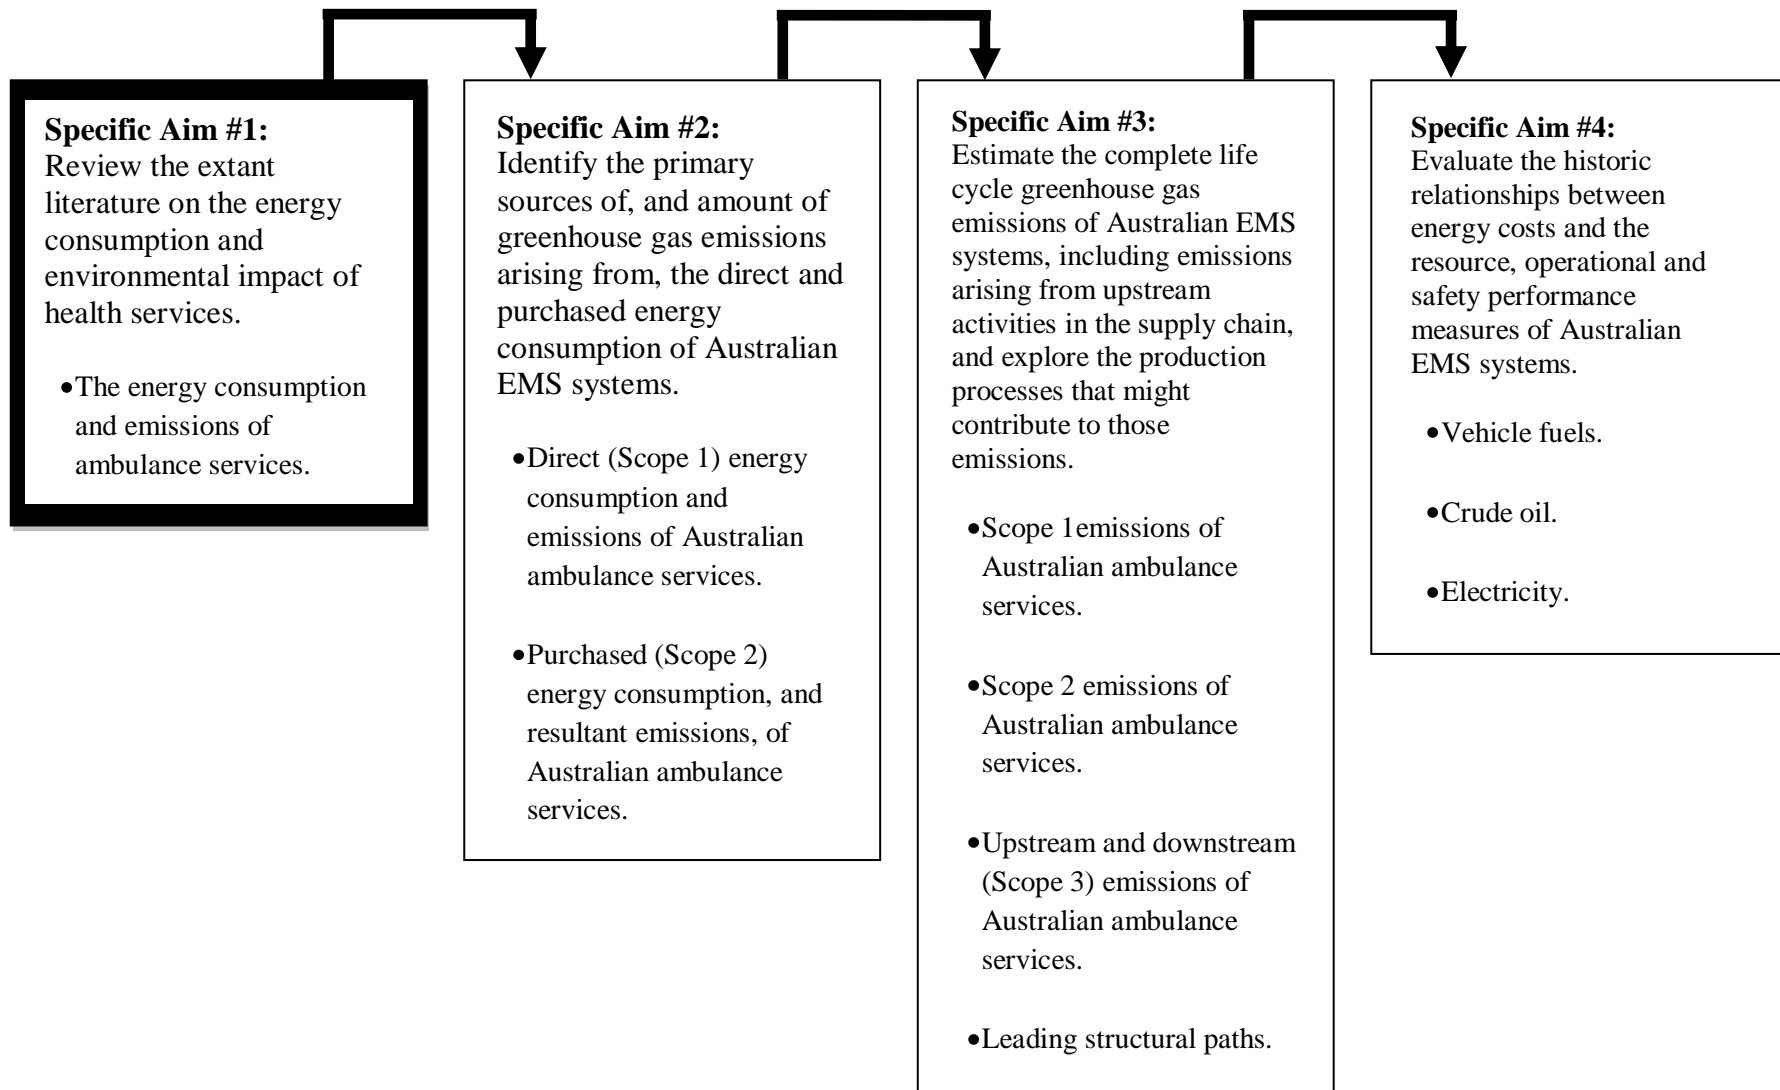 Specific Aim #1:
Review the extant
literature on the energy
consumption and
environmental impact of
health services.
•The energy consumption
and emissions of
ambulance services.
Specific Aim #2:
Identify the primary
sources of, and amount of
greenhouse gas emissions
arising from, the direct and
purchased energy
consumption of Australian
EMS systems.
•Direct (Scope 1) energy
consumption and
emissions of Australian
ambulance services.
•Purchased (Scope 2)
energy consumption, and
resultant emissions, of
Australian ambulance
services.
Specific Aim #3:
Estimate the complete life
cycle greenhouse gas
emissions of Australian EMS
systems, including emissions
arising from upstream
activities in the supply chain,
and explore the production
processes that might
contribute to those
emissions.
•Scope 1emissions of
Australian ambulance
services.
•Scope 2 emissions of
Australian ambulance
services.
•Upstream and downstream
(Scope 3) emissions of
Australian ambulance
services.
•Leading structural paths.
Specific Aim #4:
Evaluate the historic
relationships between
energy costs and the
resource, operational and
safety performance
measures of Australian
EMS systems.
•Vehicle fuels.
•Crude oil.
•Electricity.